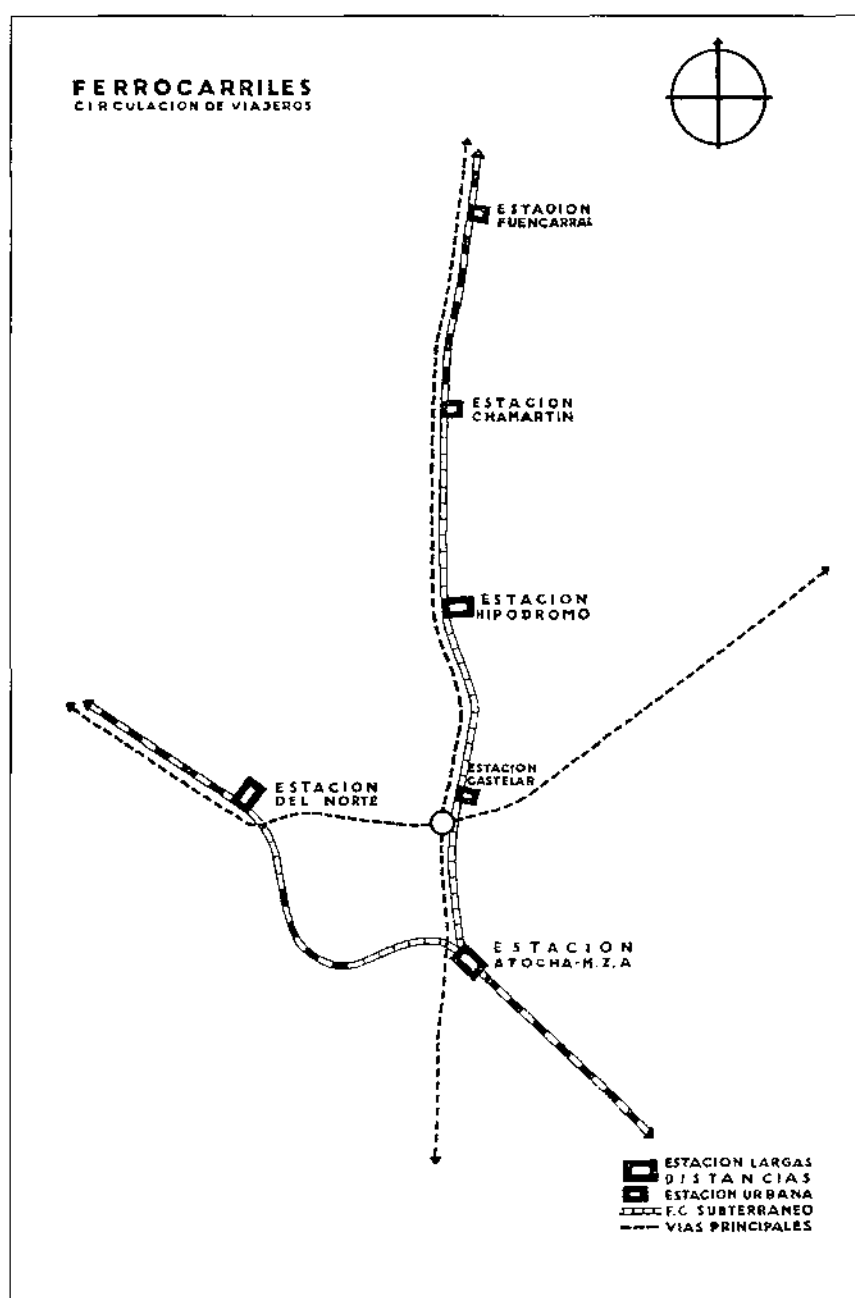 FERROCARRILES
CIRCULACION DE VIAJEROS
ESTACION
FUENCARRAL
ESTACION
CHAMARTIN
ESTACION
HIPODROMO
ESTACION
CASTELAR
ESTACION
DEL NORTE
ESTACION
ATOCHA-M.Z.A
ESTACION LARGAS
DISTANCIAS
ESTACION URBANA
F.C. SUBTERRANEO
VIAS PRINCIPALES